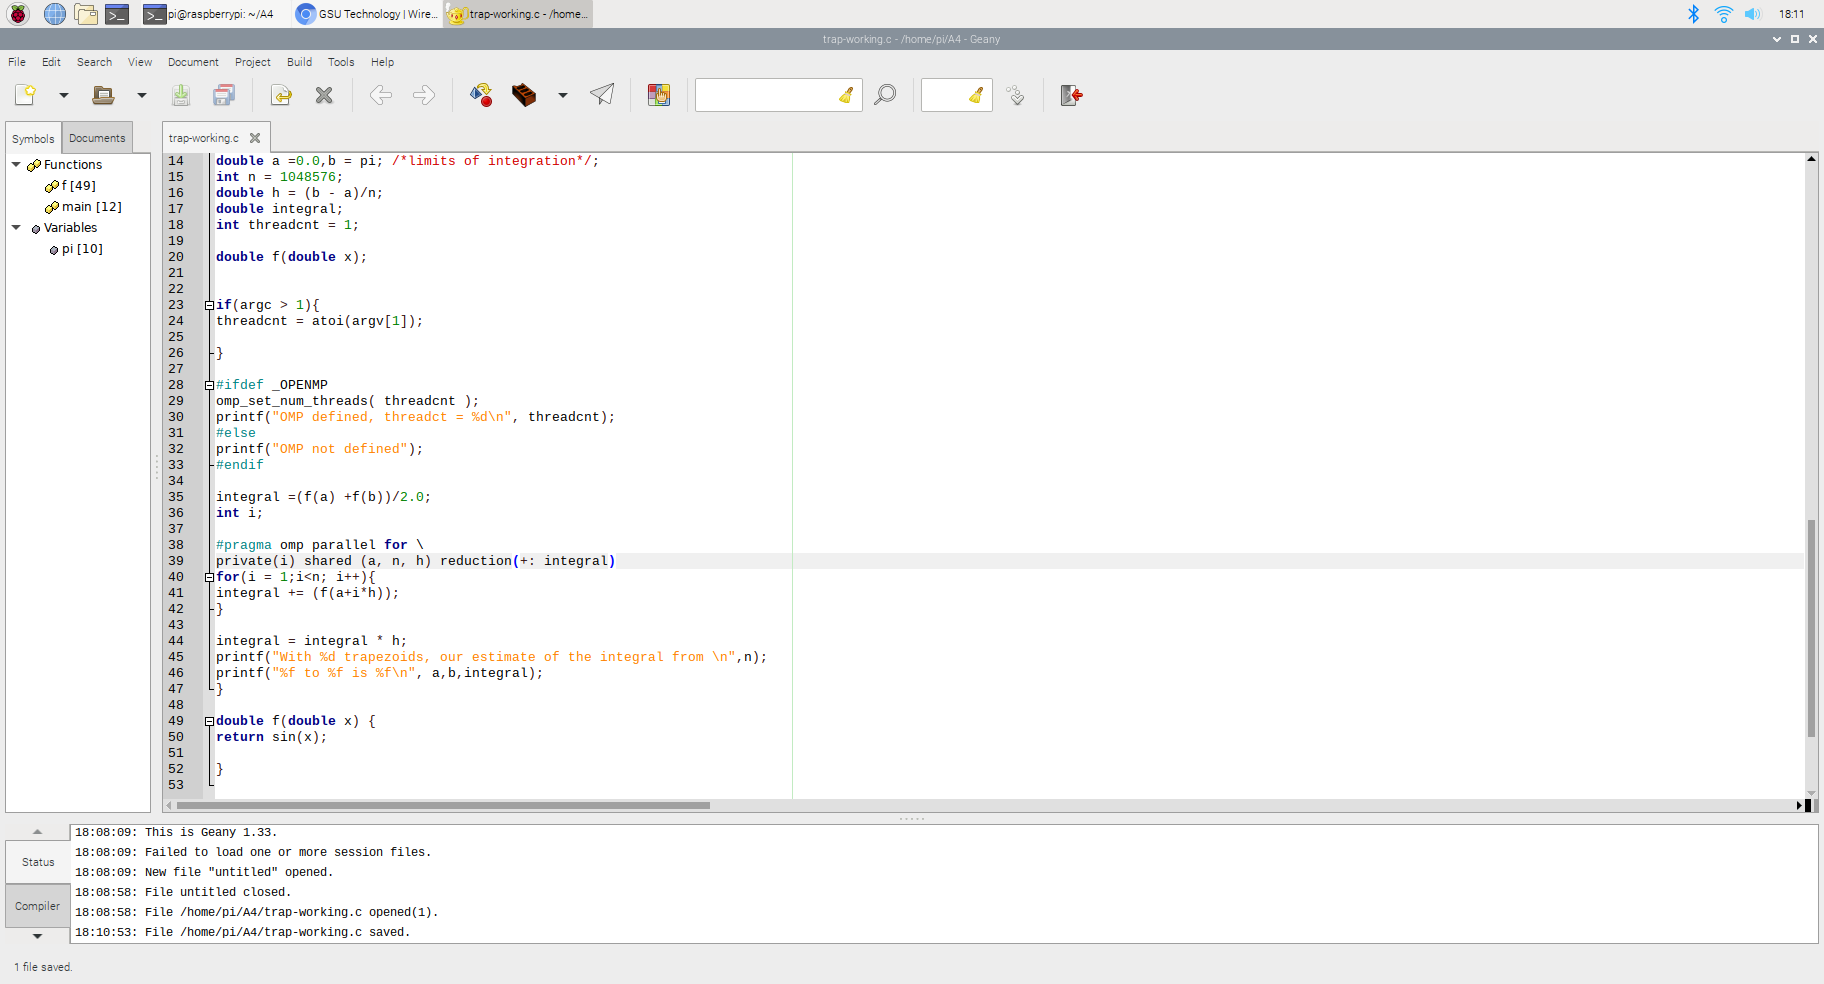 pi@raspberrypi: ~/A4
GSU Technology | Wire...
trap-working.c - /home...
18:11
trap-working.c - /home/pi/A4 - Geany
File Edit Search View Document Project Build Tools Help
Symbols Documents
trap-working.c
Functions
f [49]
main [12]
Variables
pi [10]
14 double a =0.0,b = pi; /*limits of integration*/;
15 int n = 1048576;
16 double h = (b - a)/n;
17 double integral;
18 int threadcnt = 1;
19
20 double f(double x);
21
22
23 if(argc > 1){
24 threadcnt = atoi(argv[1]);
25
26 }
27
28 #ifdef _OPENMP
29 omp_set_num_threads( threadcnt );
30 printf("OMP defined, threadct = %d\n", threadcnt);
31 #else
32 printf("OMP not defined");
33 #endif
34
35 integral =(f(a) +f(b))/2.0;
36 int i;
37
38 #pragma omp parallel for \
39 private(i) shared (a, n, h) reduction(+: integral)
40 for(i = 1;i<n; i++){
41 integral += (f(a+i*h));
42 }
43
44 integral = integral * h;
45 printf("With %d trapezoids, our estimate of the integral from \n",n);
46 printf("%f to %f is %f\n", a,b,integral);
47 }
48
49 double f(double x) {
50 return sin(x);
51
52 }
53
Status
Compiler
18:08:09: This is Geany 1.33.
18:08:09: Failed to load one or more session files.
18:08:09: New file "untitled" opened.
18:08:58: File untitled closed.
18:08:58: File /home/pi/A4/trap-working.c opened(1).
18:10:53: File /home/pi/A4/trap-working.c saved.
1 file saved.